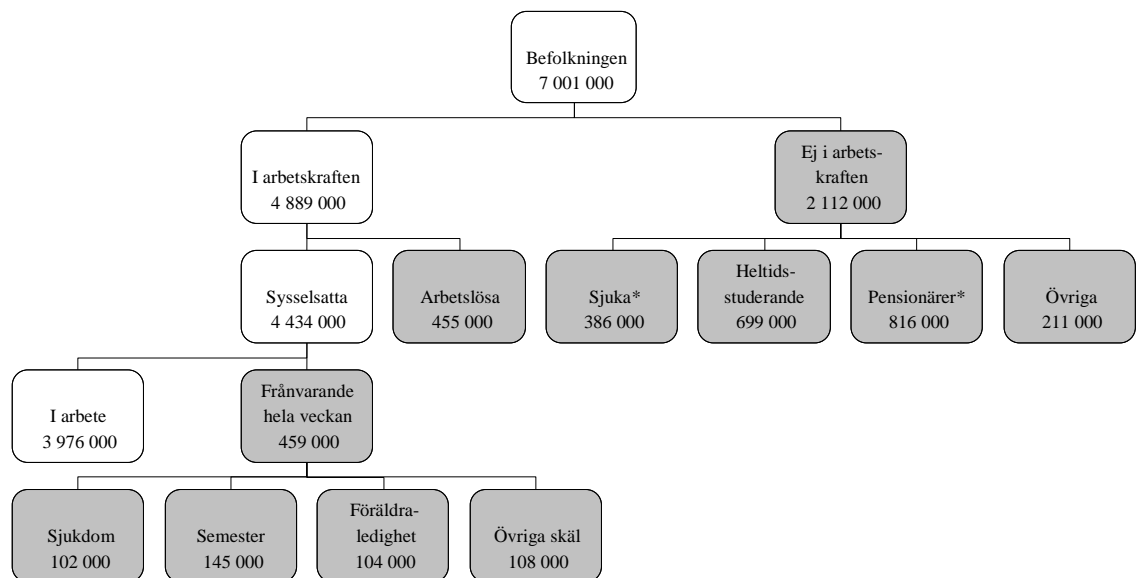 Befolkningen
7 001 000
I arbetskraften
4 889 000
Ej i arbets-
kraften
2 112 000
Sysselsatta
4 434 000
Arbetslösa
455 000
Sjuka*
386 000
Heltids-
studerande
699 000
Pensionärer*
816 000
Övriga
211 000
I arbete
3 976 000
Frånvarande
hela veckan
459 000
Sjukdom
102 000
Semester
145 000
Föräldra-
ledighet
104 000
Övriga skäl
108 000